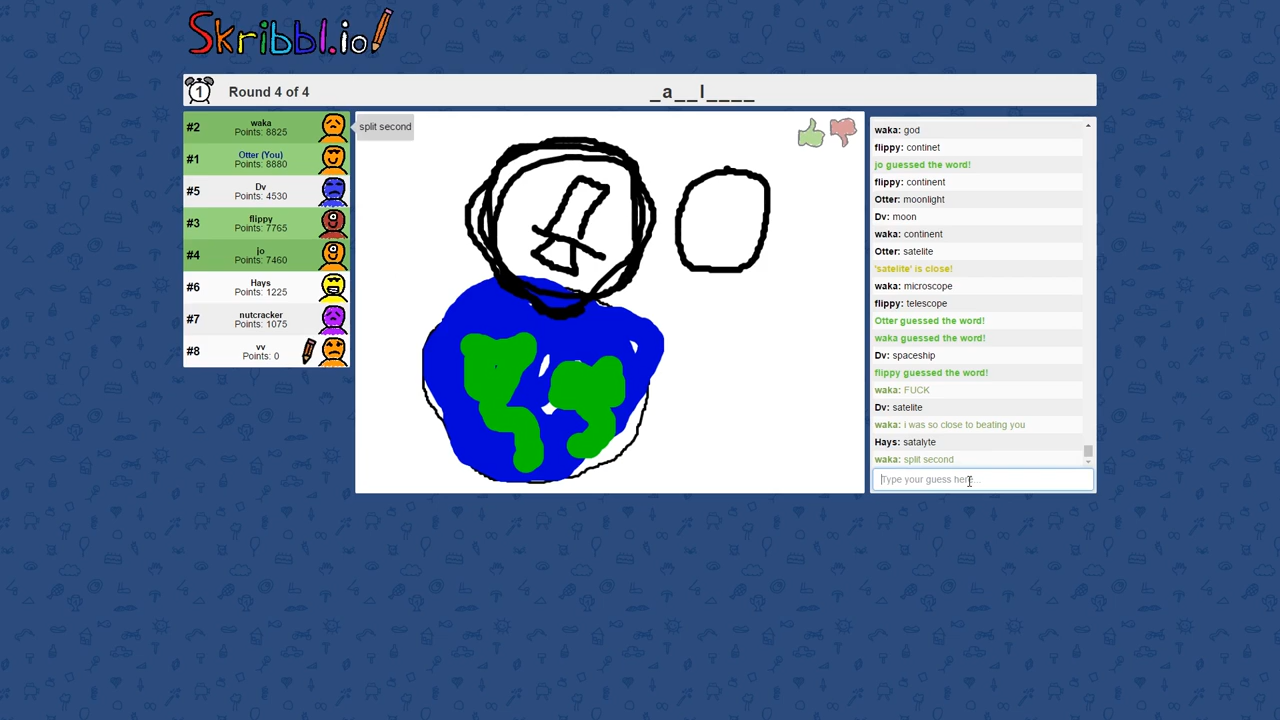 Skribbl.io!
1 Round 4 of 4 _a__l____
#2 waka Points: 8825
#1 Otter (You) Points: 8880
#5 Dv Points: 4530
#3 flippy Points: 7765
#4 jo Points: 7460
#6 Hays Points: 1225
#7 nutcracker Points: 1075
#8 vv Points: 0
split second
waka: god
flippy: continet
jo guessed the word!
flippy: continent
Otter: moonlight
Dv: moon
waka: continent
Otter: satelite
'satelite' is close!
waka: microscope
flippy: telescope
Otter guessed the word!
waka guessed the word!
Dv: spaceship
flippy guessed the word!
waka: FUCK
Dv: satelite
waka: i was so close to beating you
Hays: satalyte
waka: split second
Type your guess here...